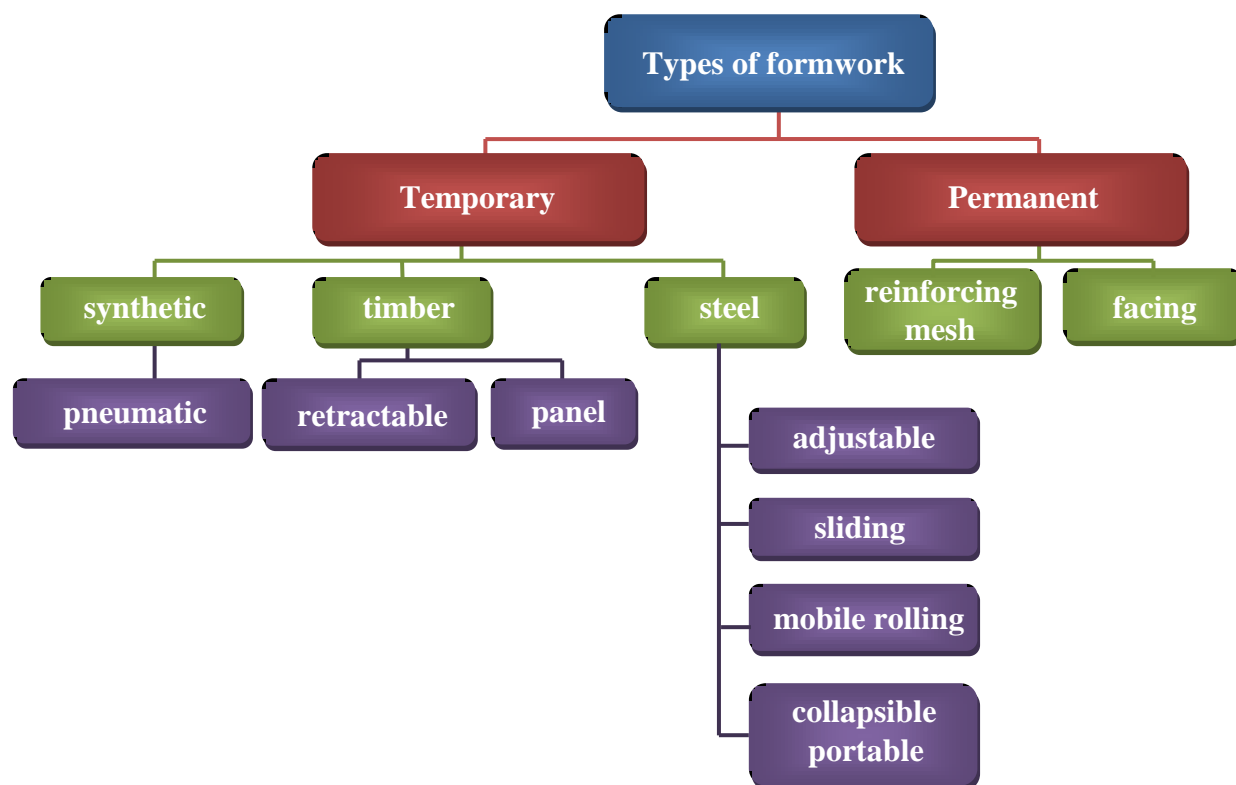 Types of formwork
Temporary
Permanent
synthetic
timber
steel
reinforcing
mesh
facing
pneumatic
retractable
panel
adjustable
sliding
mobile rolling
collapsible
portable